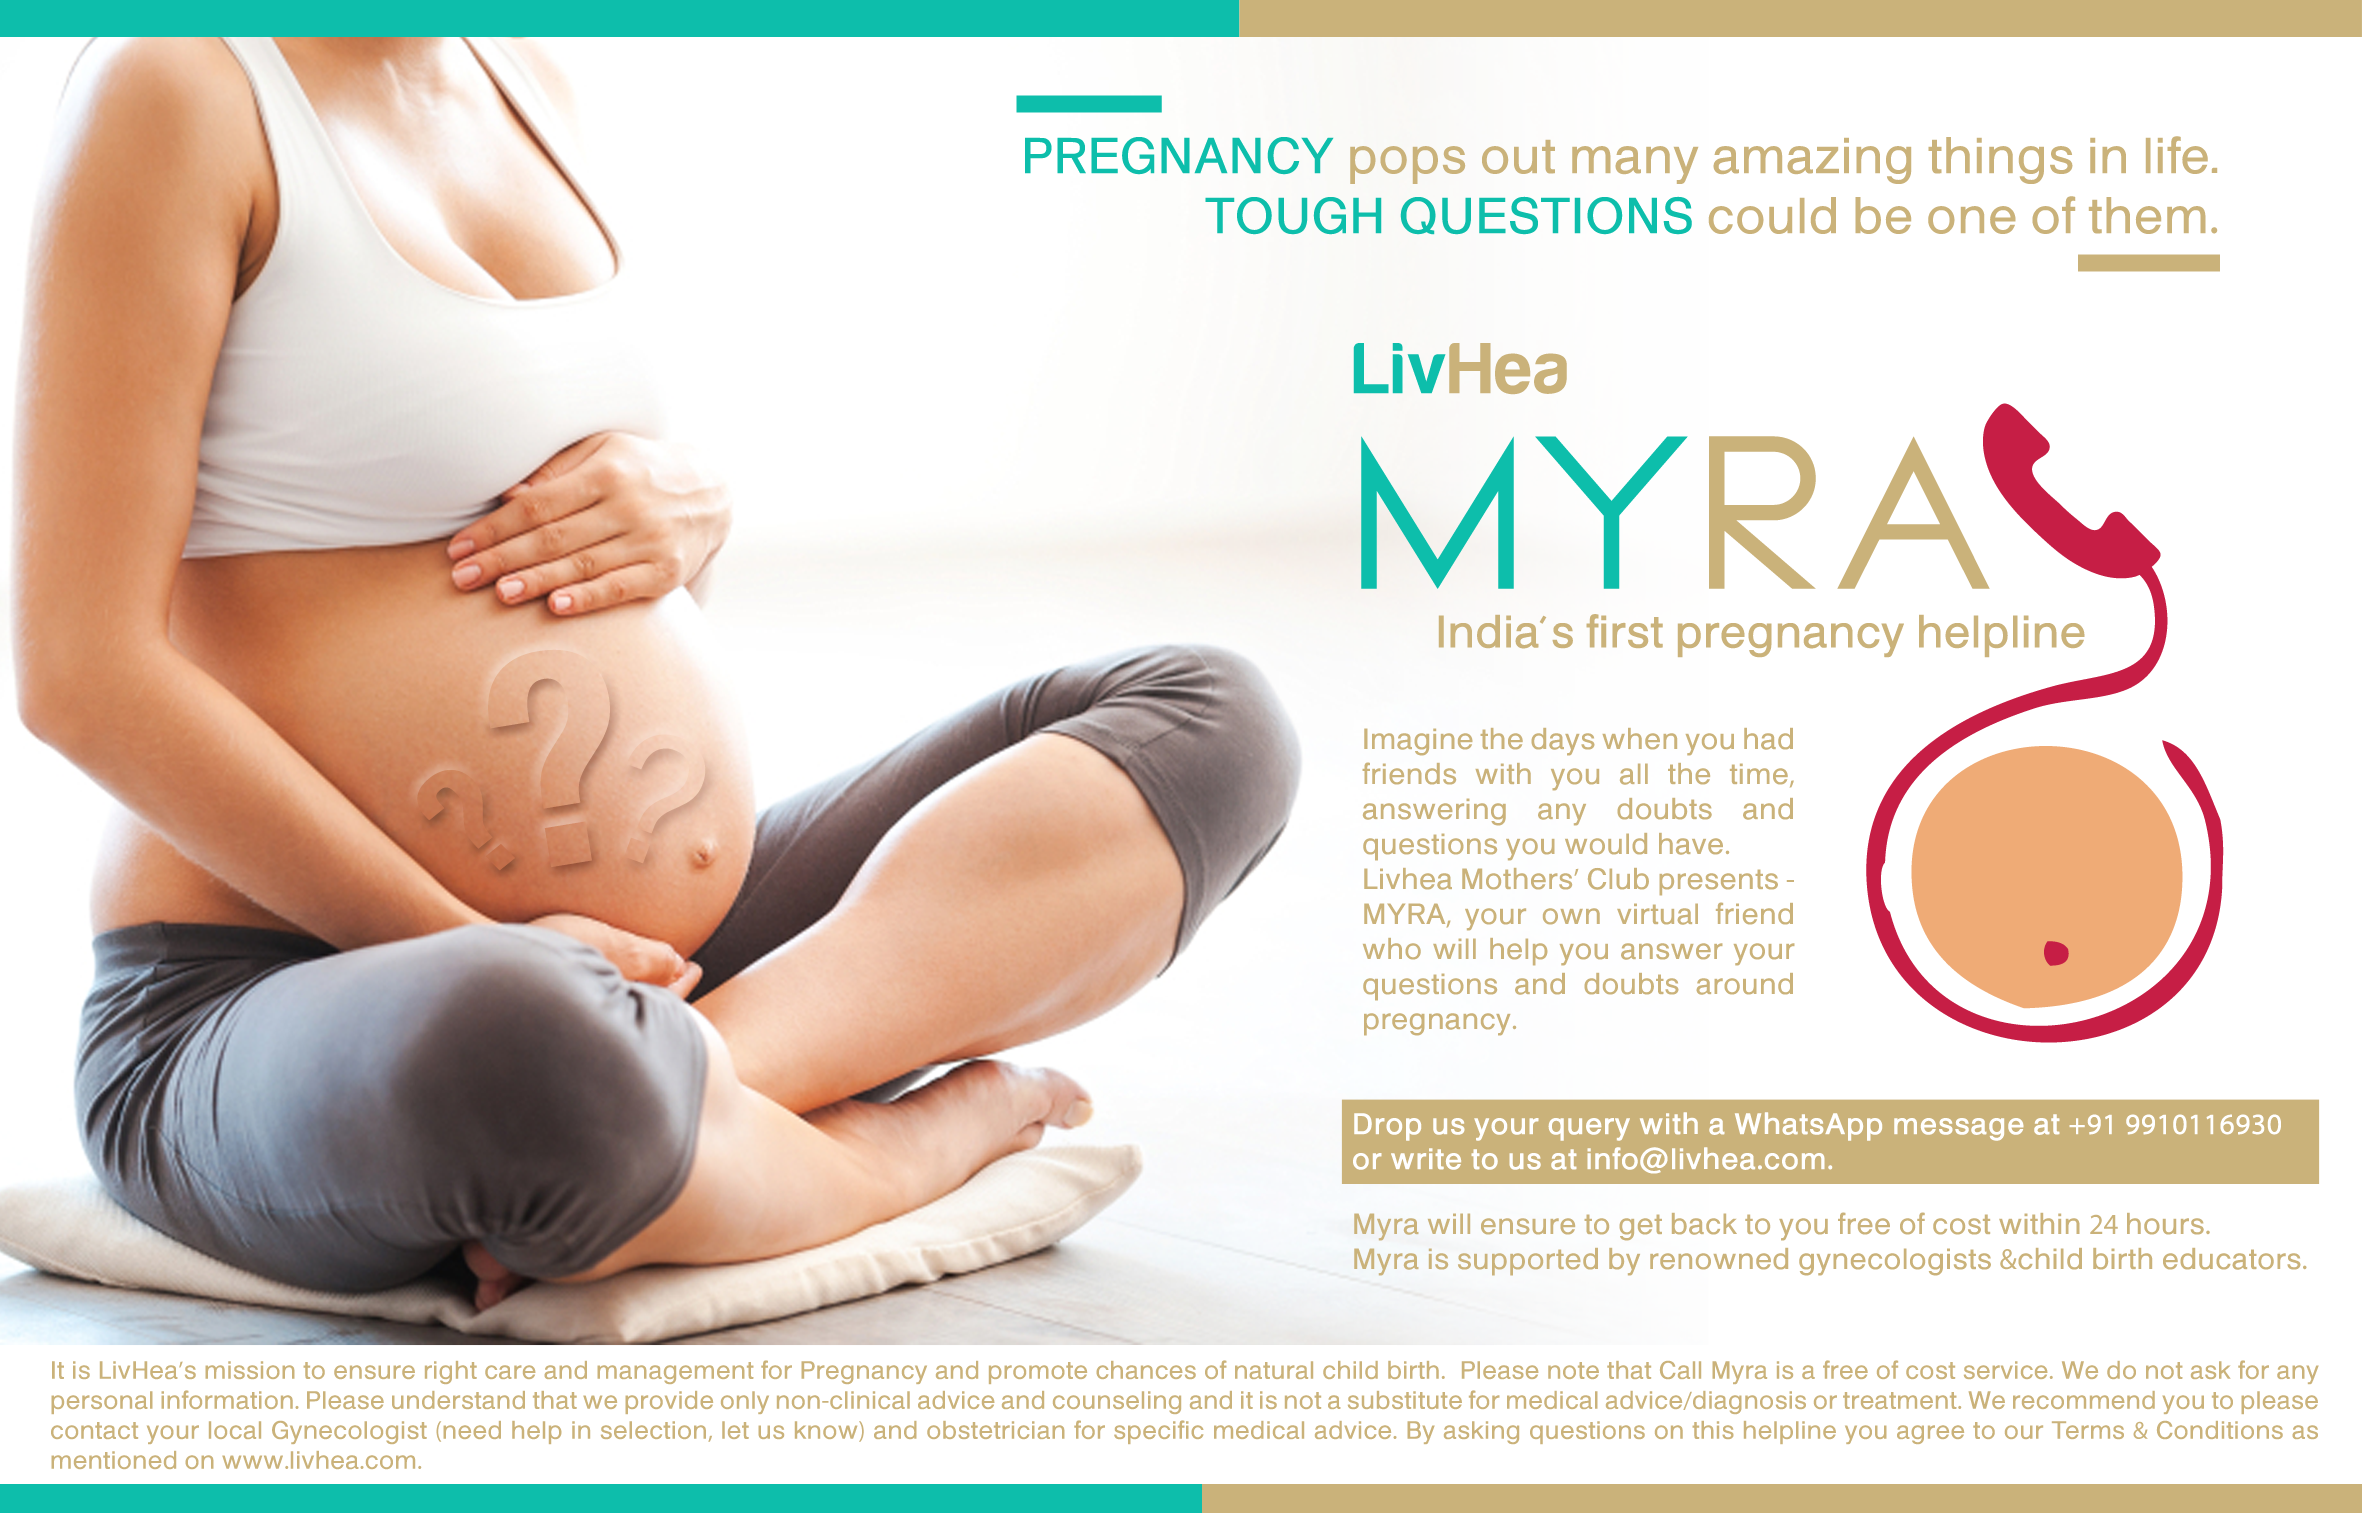 PREGNANCY pops out many amazing things in life.
TOUGH QUESTIONS could be one of them.
LivHea
MYRA
India's first pregnancy helpline
Imagine the days when you had
friends with you all the time,
answering any doubts and
questions you would have.
Livhea Mothers' Club presents -
MYRA, your own virtual friend
who will help you answer your
questions and doubts around
pregnancy.
Drop us your query with a WhatsApp message at +91 9910116930
or write to us at info@livhea.com.
Myra will ensure to get back to you free of cost within 24 hours.
Myra is supported by renowned gynecologists &child birth educators.
It is LivHea's mission to ensure right care and management for Pregnancy and promote chances of natural child birth. Please note that Call Myra is a free of cost service. We do not ask for any
personal information. Please understand that we provide only non-clinical advice and counseling and it is not a substitute for medical advice/diagnosis or treatment. We recommend you to please
contact your local Gynecologist (need help in selection, let us know) and obstetrician for specific medical advice. By asking questions on this helpline you agree to our Terms & Conditions as
mentioned on www.livhea.com.
???